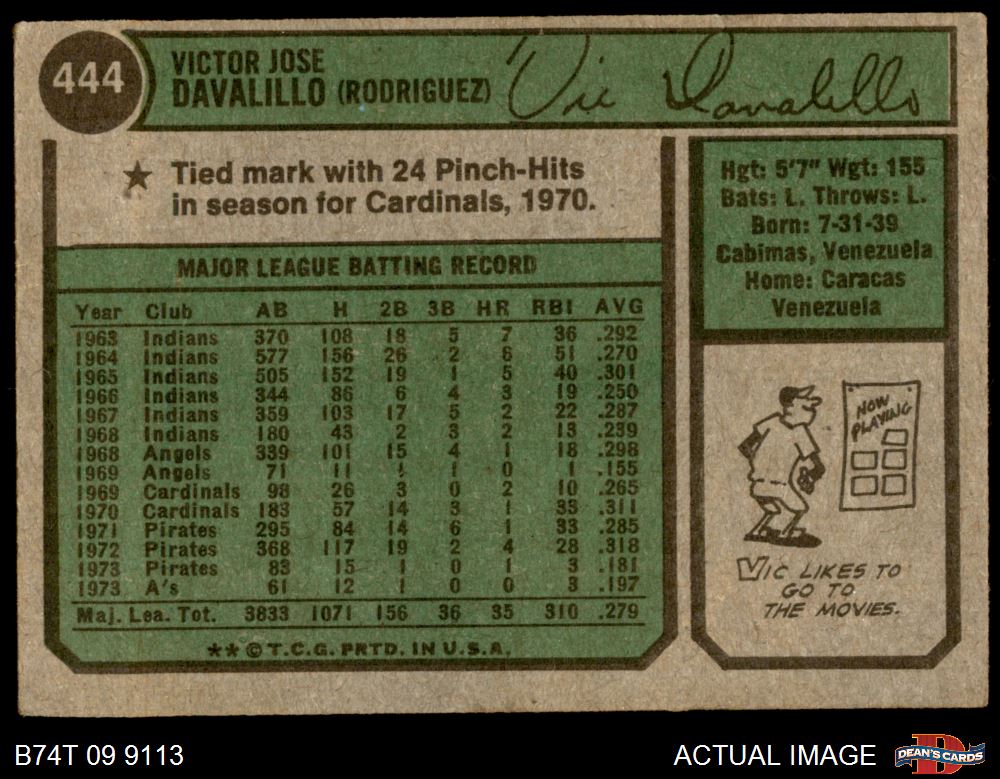 444
VICTOR JOSE
DAVALILLO (RODRIGUEZ)
Vic Davalillo
★ Tied mark with 24 Pinch-Hits
in season for Cardinals, 1970.
MAJOR LEAGUE BATTING RECORD
Year Club AB H 2B 3B HR RBI AVG
1963 Indians 370 108 18 5 7 36 .292
1964 Indians 577 156 26 2 6 51 .270
1965 Indians 505 152 19 1 5 40 .301
1966 Indians 344 86 6 4 3 19 .250
1967 Indians 359 103 17 5 2 22 .287
1968 Indians 180 43 2 3 2 13 .239
1968 Angels 339 101 15 4 1 18 .298
1969 Angels 71 11 1 1 0 1 .155
1969 Cardinals 98 26 3 0 2 10 .265
1970 Cardinals 183 57 14 3 1 33 .311
1971 Pirates 295 84 14 6 1 33 .285
1972 Pirates 368 117 19 2 4 28 .318
1973 Pirates 83 15 1 0 1 3 .181
1973 A's 61 12 1 0 0 3 .197
Maj. Lea. Tot. 3833 1071 156 36 35 310 .279
** © T.C.G. PRTD. IN U.S.A.
Hgt: 5'7" Wgt: 155
Bats: L. Throws: L.
Born: 7-31-39
Cabimas, Venezuela
Home: Caracas
Venezuela
NOW
PLAYING
VIC LIKES TO
GO TO
THE MOVIES.
B74T 09 9113
ACTUAL IMAGE
DEAN'S CARDS